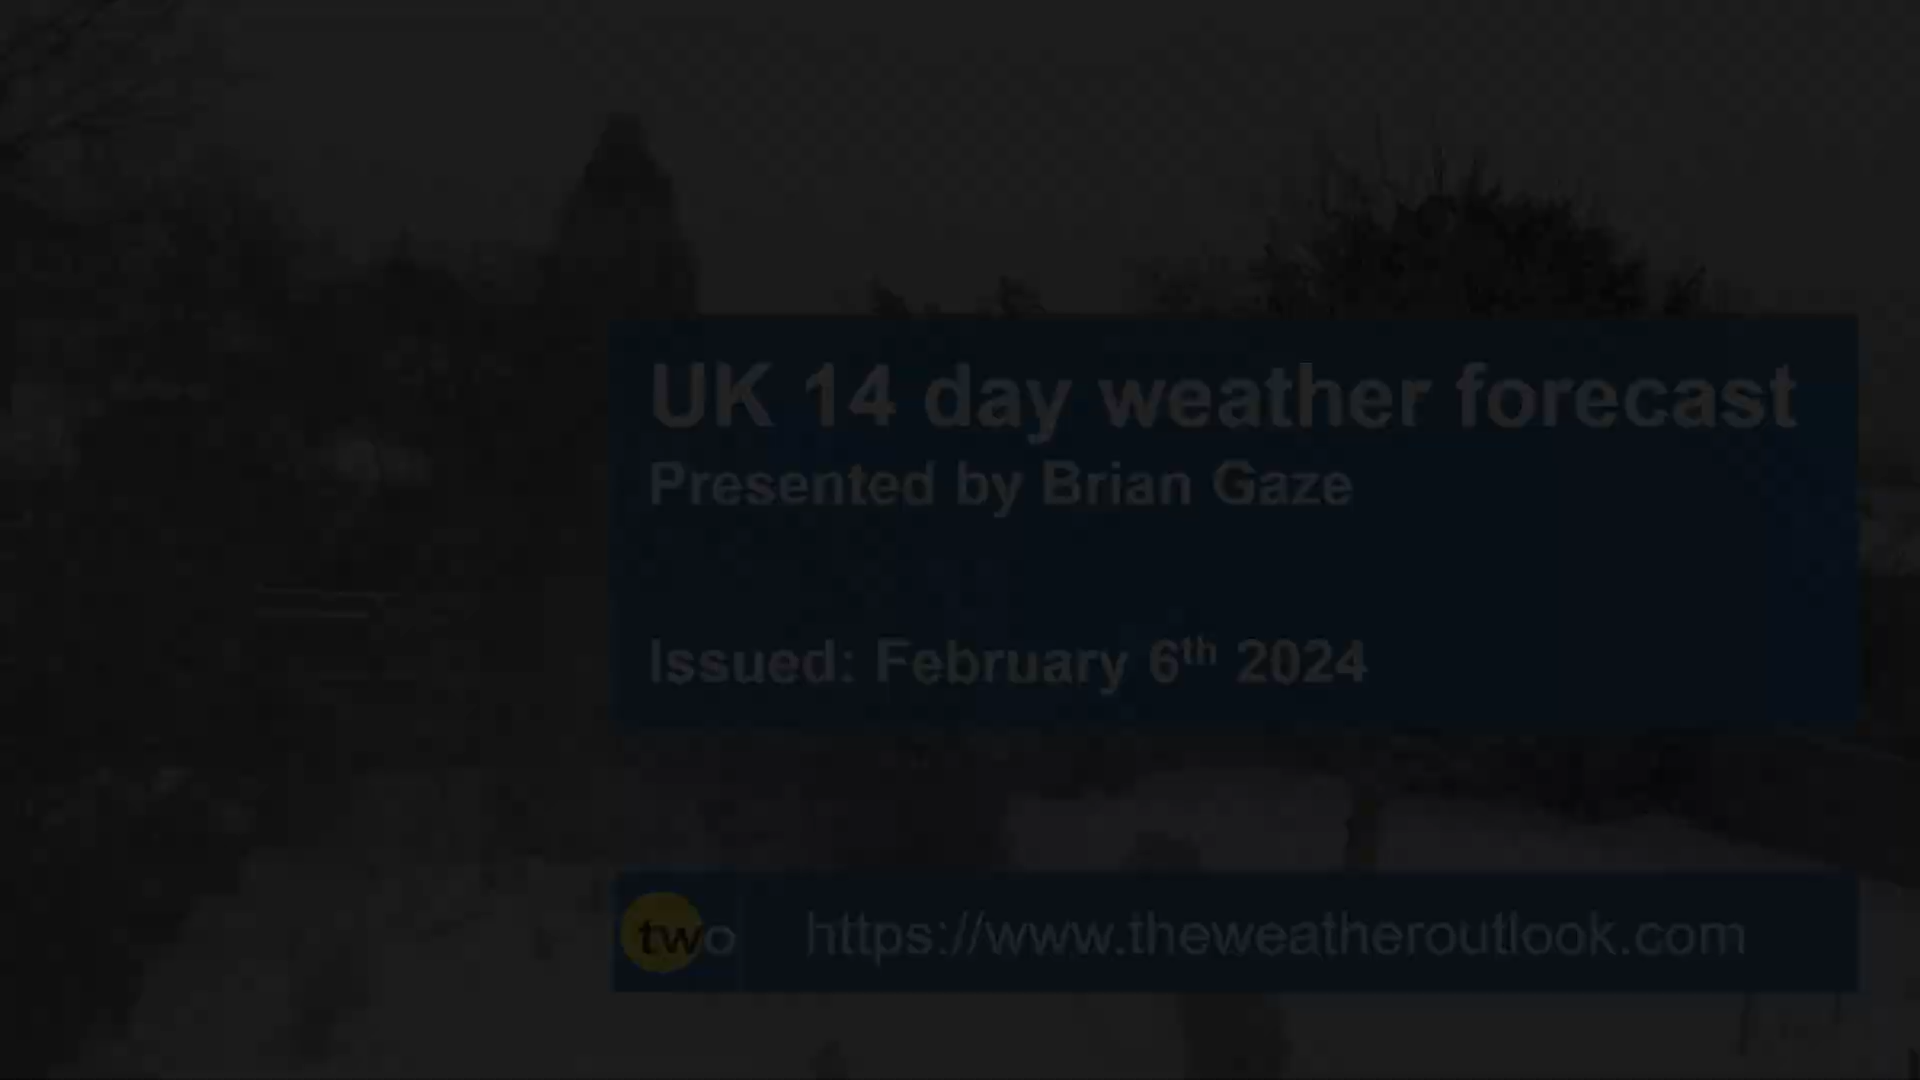 UK 14 day weather forecast
Presented by Brian Gaze
Issued: February 6th 2024
two https://www.theweatheroutlook.com